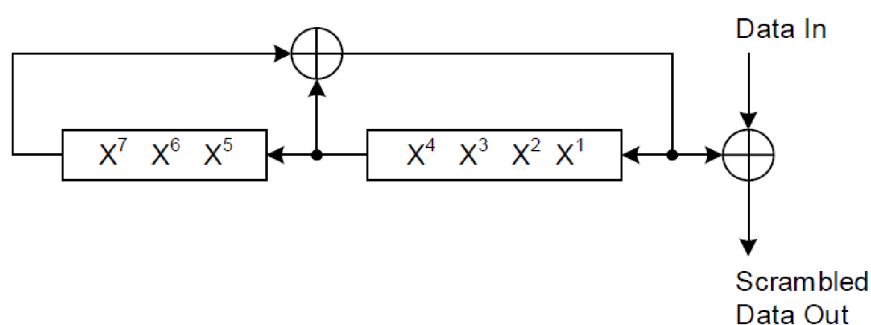 Data In
X⁷ X⁶ X⁵
X⁴ X³ X² X¹
Scrambled
Data Out